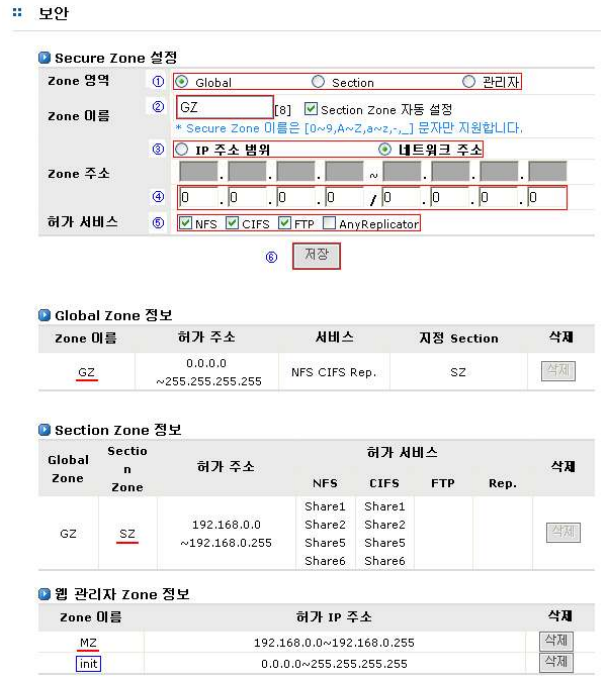 보안
Secure Zone 설정
Zone 영역 ① Global Section 관리자
Zone 이름 ② GZ [8] Section Zone 자동 설정
* Secure Zone 이름은 [0~9,A~Z,a~z,-,_] 문자만 지원합니다.
Zone 주소 ③ IP 주소 범위 네트워크 주소
. . . ~ . . .
④ 0 . 0 . 0 . 0 / 0 . 0 . 0 . 0
허가 서비스 ⑤ NFS CIFS FTP AnyReplicator
⑥ 저장
Global Zone 정보
Zone 이름 허가 주소 서비스 지정 Section 삭제
GZ 0.0.0.0 ~255.255.255.255 NFS CIFS Rep. SZ 삭제
Section Zone 정보
Global Zone Section Zone 허가 주소 허가 서비스 삭제
NFS CIFS FTP Rep.
GZ SZ 192.168.0.0 ~192.168.0.255 삭제
Share1 Share1
Share2 Share2
Share5 Share5
Share6 Share6
웹 관리자 Zone 정보
Zone 이름 허가 IP 주소 삭제
MZ 192.168.0.0~192.168.0.255 삭제
init 0.0.0.0~255.255.255.255 삭제